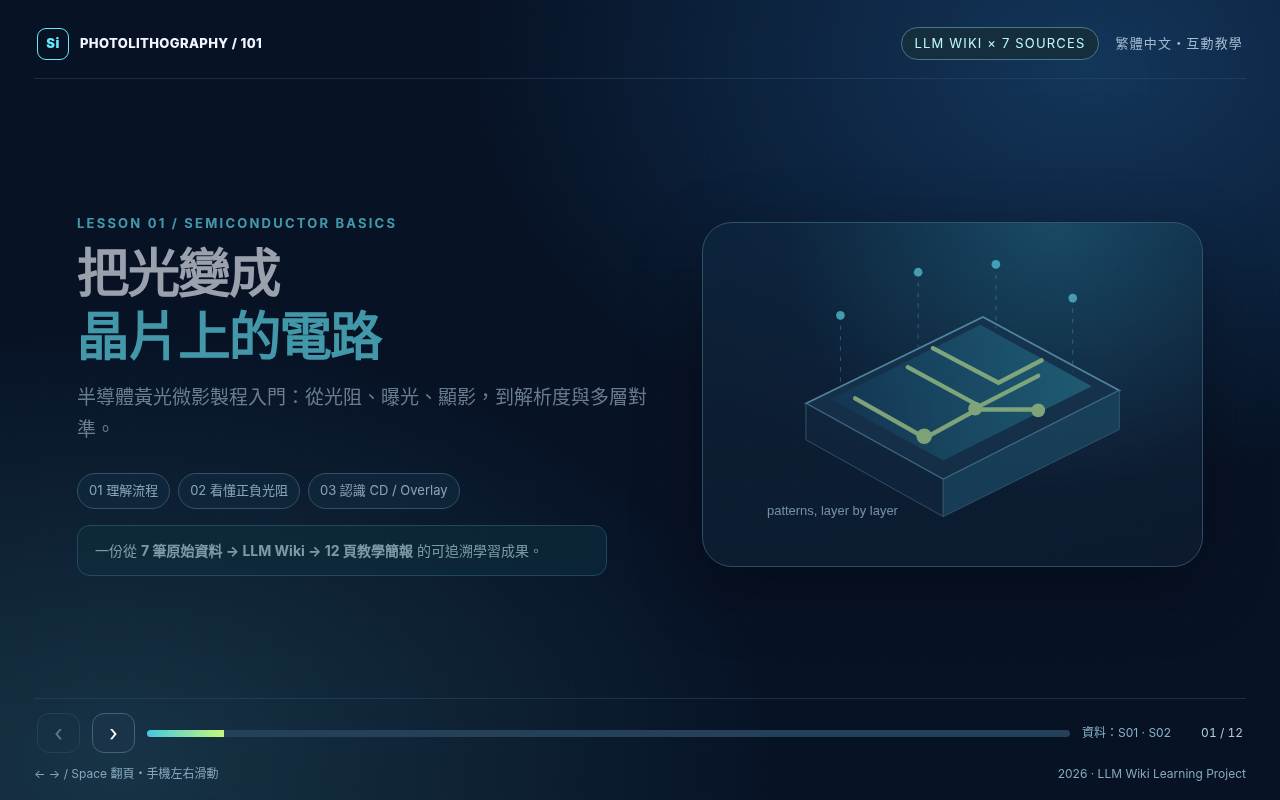 Si
PHOTOLITHOGRAPHY / 101
LLM WIKI × 7 SOURCES
繁體中文・互動教學
LESSON 01 / SEMICONDUCTOR BASICS
把光變成
晶片上的電路
半導體黃光微影製程入門：從光阻、曝光、顯影，到解析度與多層對
準。
01 理解流程
02 看懂正負光阻
03 認識 CD / Overlay
一份從 7 筆原始資料 → LLM Wiki → 12 頁教學簡報 的可追溯學習成果。
patterns, layer by layer
‹
›
資料：S01 · S02
01 / 12
← → / Space 翻頁・手機左右滑動
2026 · LLM Wiki Learning Project